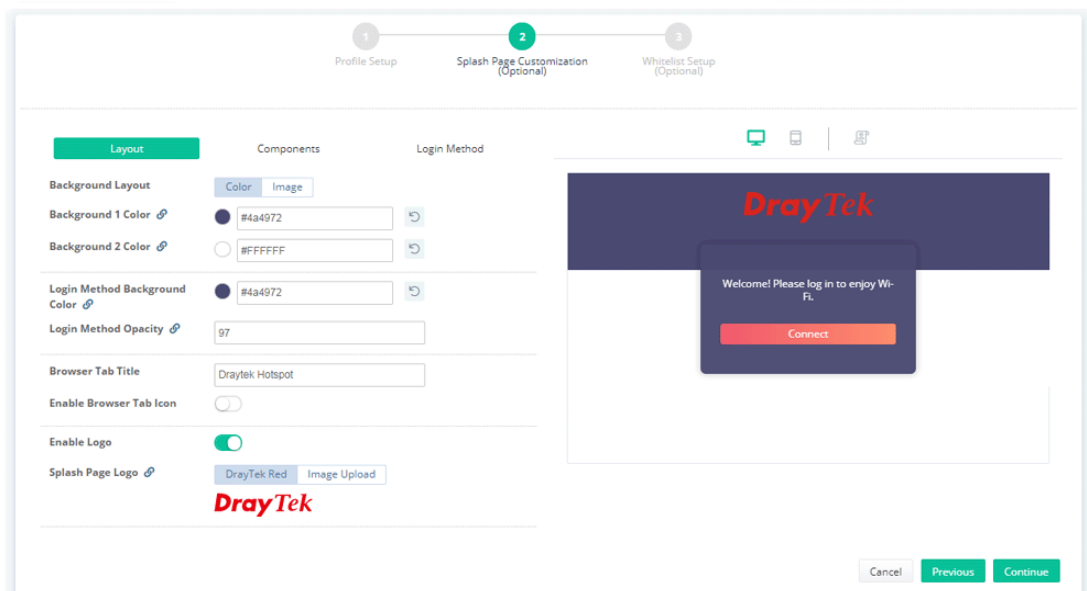 1
2
3
Profile Setup
Splash Page Customization
(Optional)
Whitelist Setup
(Optional)
Layout
Components
Login Method
Background Layout
Color
Image
Background 1 Color
#4a4972
Background 2 Color
#FFFFFF
Login Method Background
Color
#4a4972
Login Method Opacity
97
Browser Tab Title
Draytek Hotspot
Enable Browser Tab Icon
Enable Logo
Splash Page Logo
DrayTek Red
Image Upload
DrayTek
DrayTek
Welcome! Please log in to enjoy Wi-
Fi.
Connect
Cancel
Previous
Continue